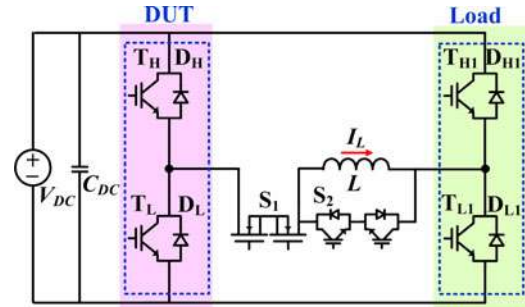 DUT
Load
T_H D_H
T_H1 D_H1
I_L
L
V_DC
C_DC
T_L D_L
S_1
S_2
T_L1 D_L1